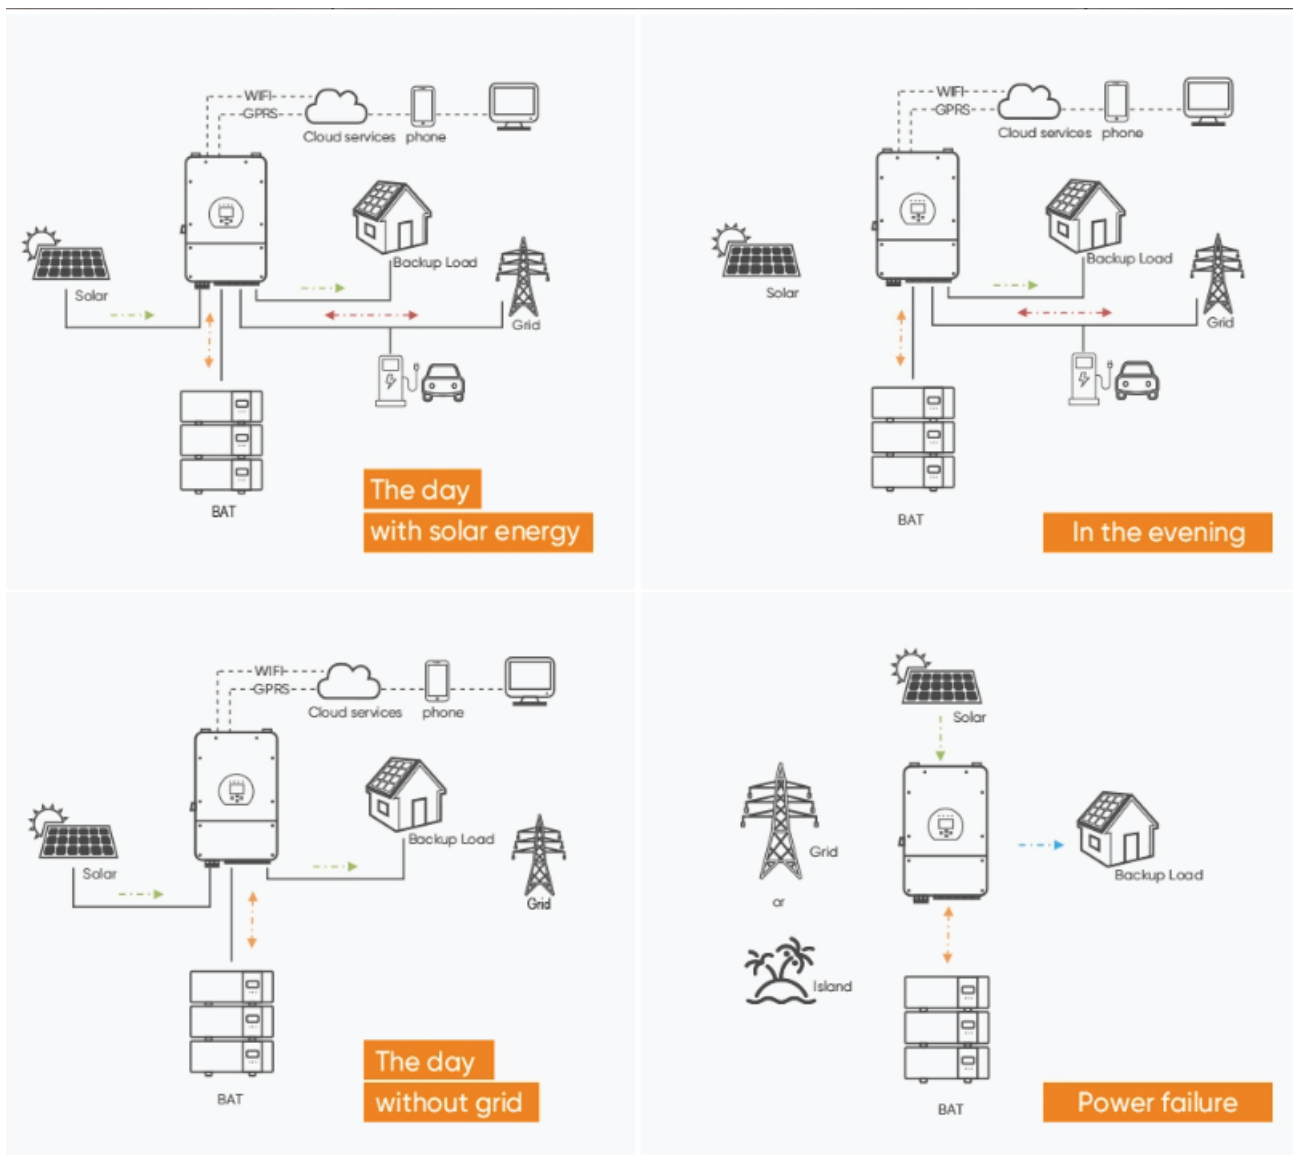 WIFI
GPRS
Cloud services
phone
Backup Load
Solar
Grid
BAT
The day
with solar energy
WIFI
GPRS
Cloud services
phone
Backup Load
Solar
Grid
BAT
In the evening
WIFI
GPRS
Cloud services
phone
Backup Load
Solar
Grid
BAT
The day
without grid
Solar
Grid
or
Island
Backup Load
BAT
Power failure